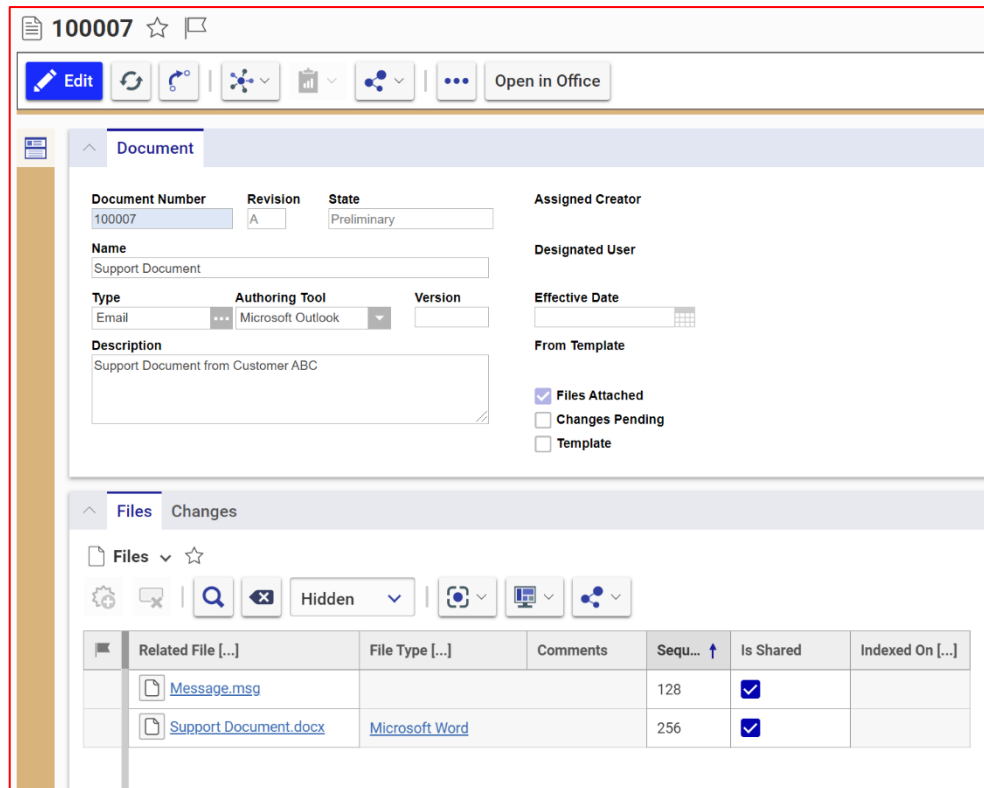 100007
Edit
Open in Office
Document
Document Number Revision State Assigned Creator
100007 A Preliminary
Name Designated User
Support Document
Type Authoring Tool Version Effective Date
Email Microsoft Outlook
Description From Template
Support Document from Customer ABC
Files Attached
Changes Pending
Template
Files Changes
Files
Hidden
Related File [...] File Type [...] Comments Sequ... Is Shared Indexed On [...]
Message.msg 128
Support Document.docx Microsoft Word 256